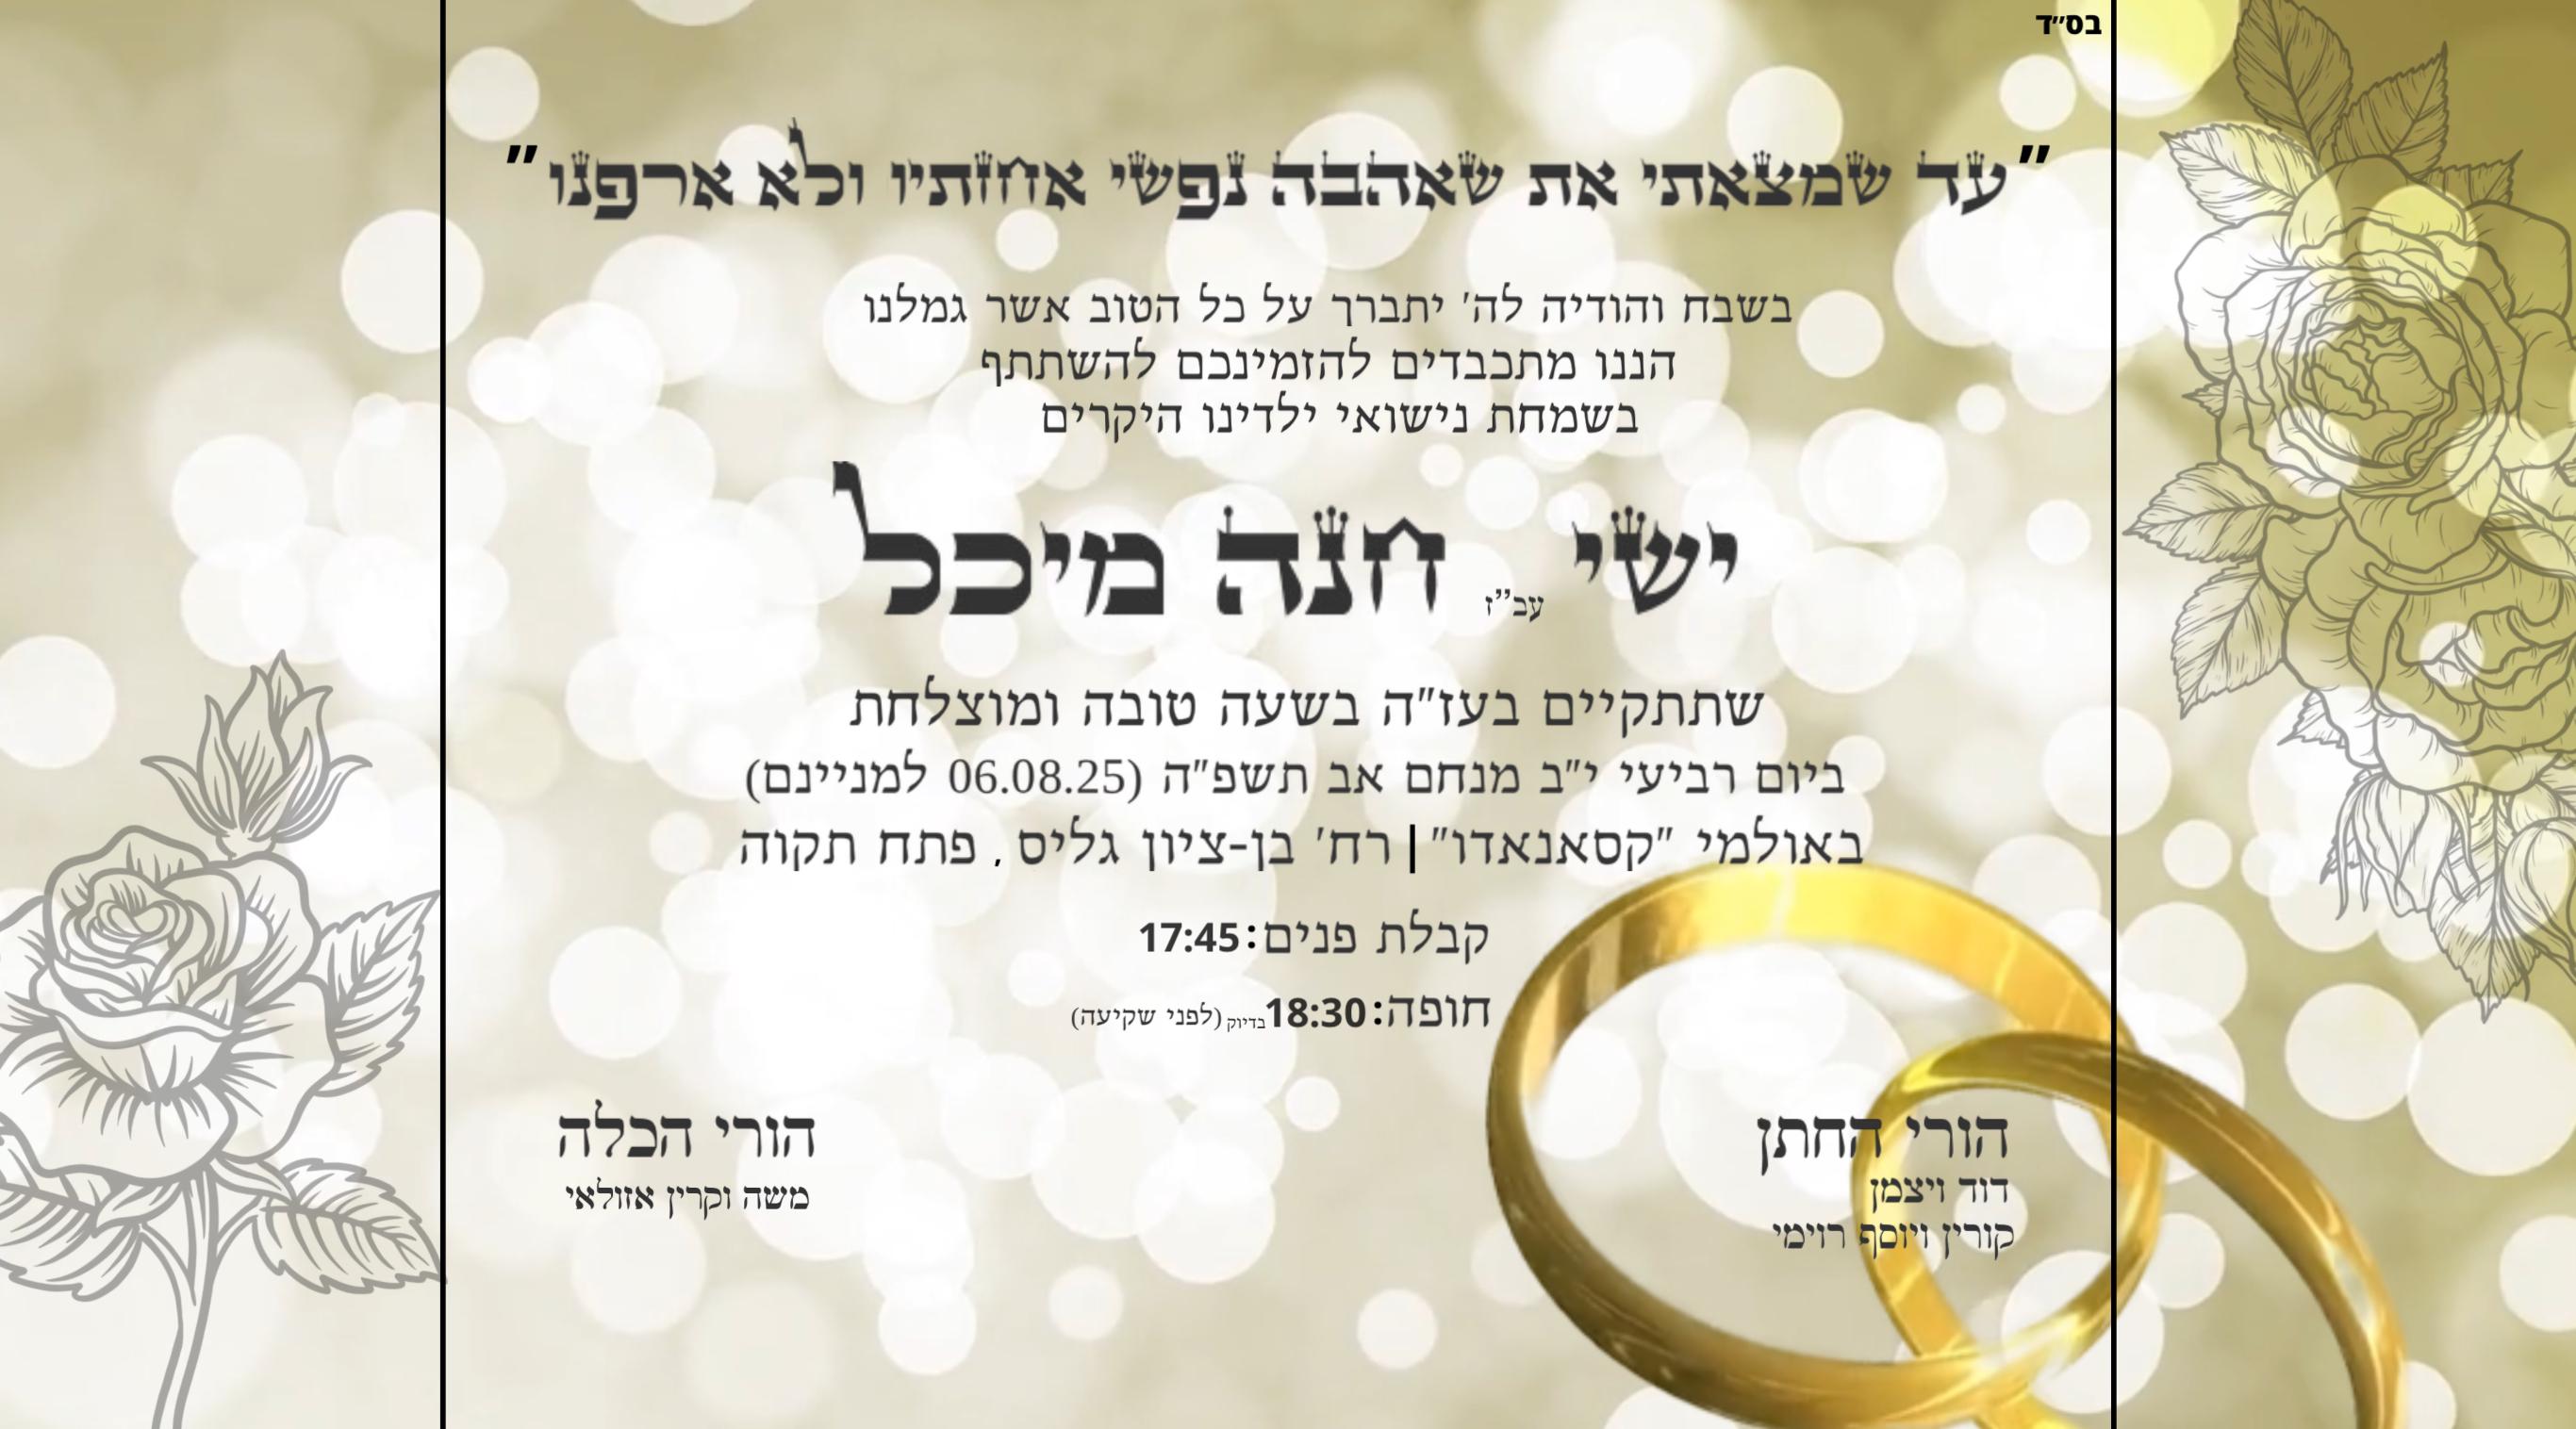 בס״ד
״עד שמצאתי את שאהבה נפשי אחזתיו ולא ארפנו״
בשבח והודיה לה' יתברך על כל הטוב אשר גמלנו
הננו מתכבדים להזמינכם להשתתף
בשמחת נישואי ילדינו היקרים
ישי עב"ז חנה מיכל
שתתקיים בעז"ה בשעה טובה ומוצלחת
ביום רביעי י"ב מנחם אב תשפ"ה (06.08.25 למניינם)
באולמי "קסאנאדו" | רח' בן-ציון גליס, פתח תקוה
קבלת פנים: 17:45
חופה: 18:30 בדיוק (לפני שקיעה)
הורי החתן
דוד ויצמן
קורין ויוסף רוימי
הורי הכלה
משה וקרין אזולאי